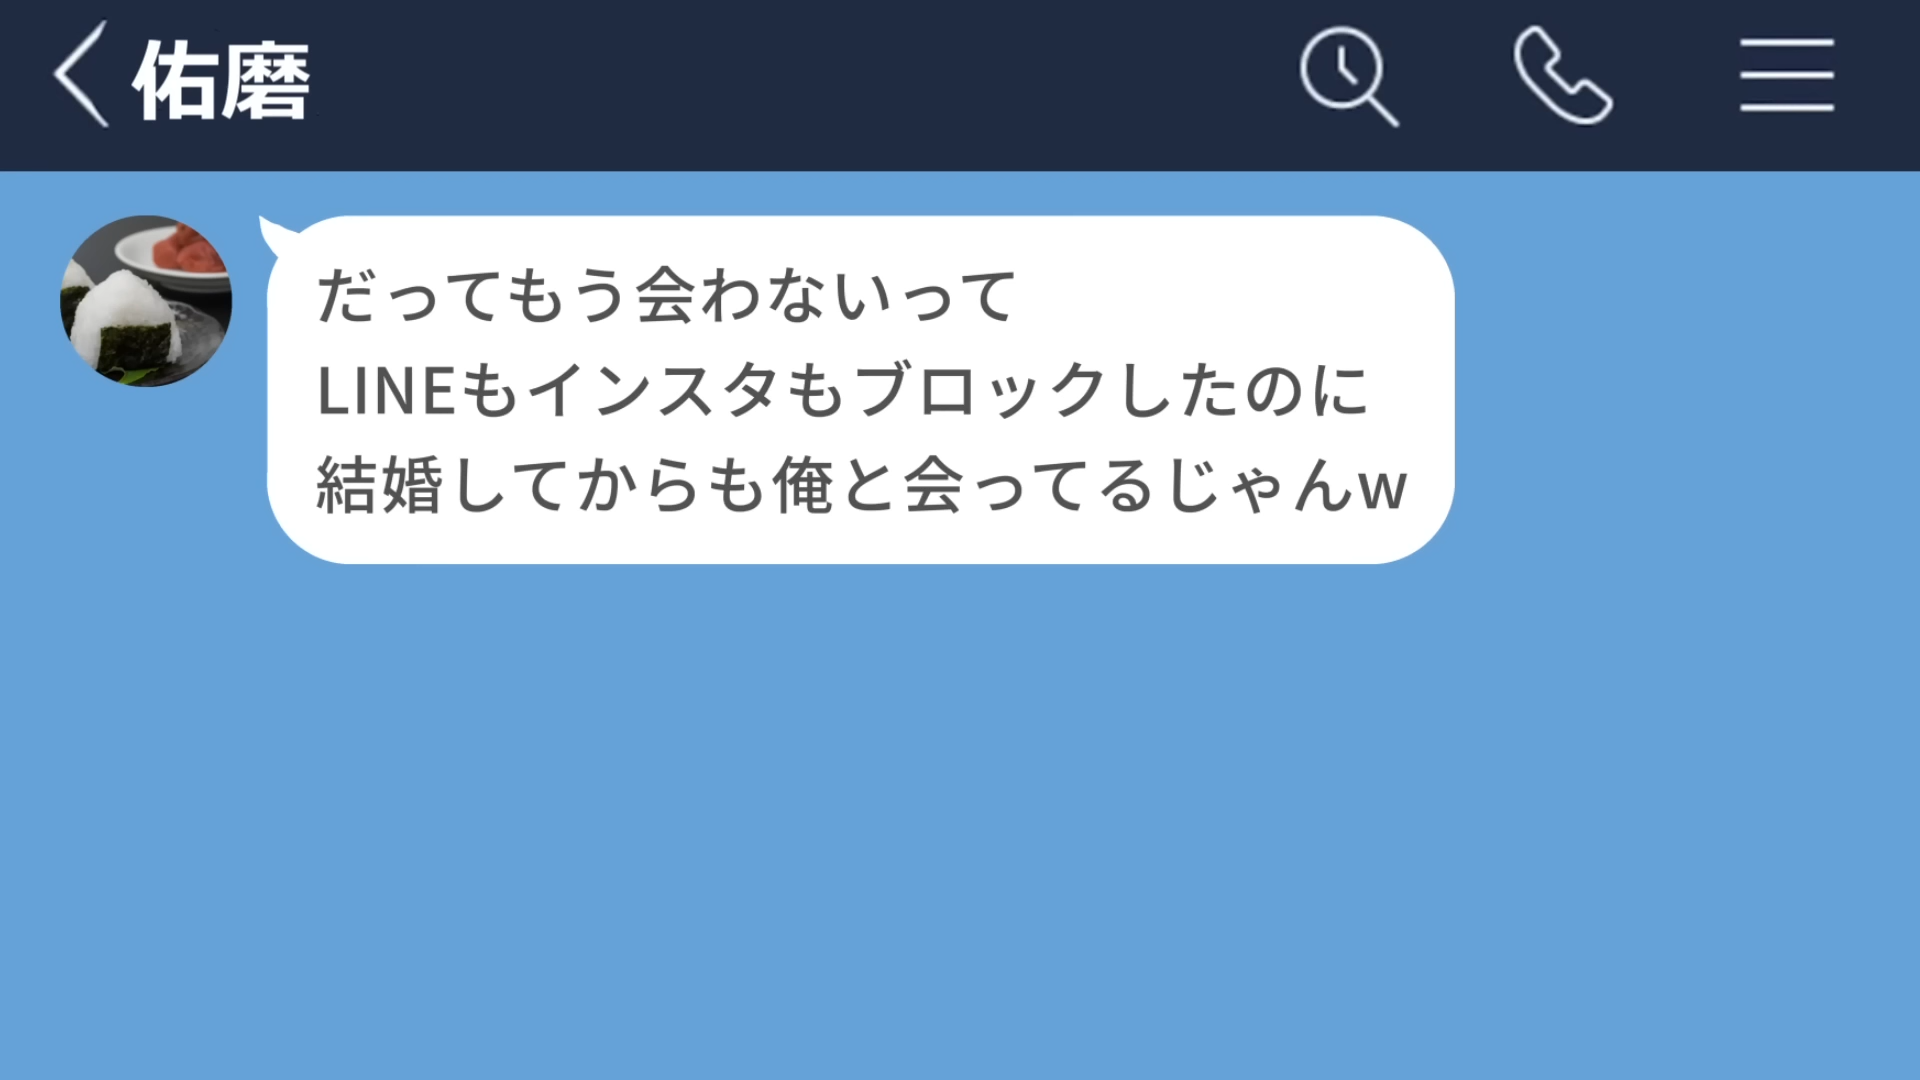 佑磨
だってもう会わないって
LINEもインスタもブロックしたのに
結婚してからも俺と会ってるじゃんw